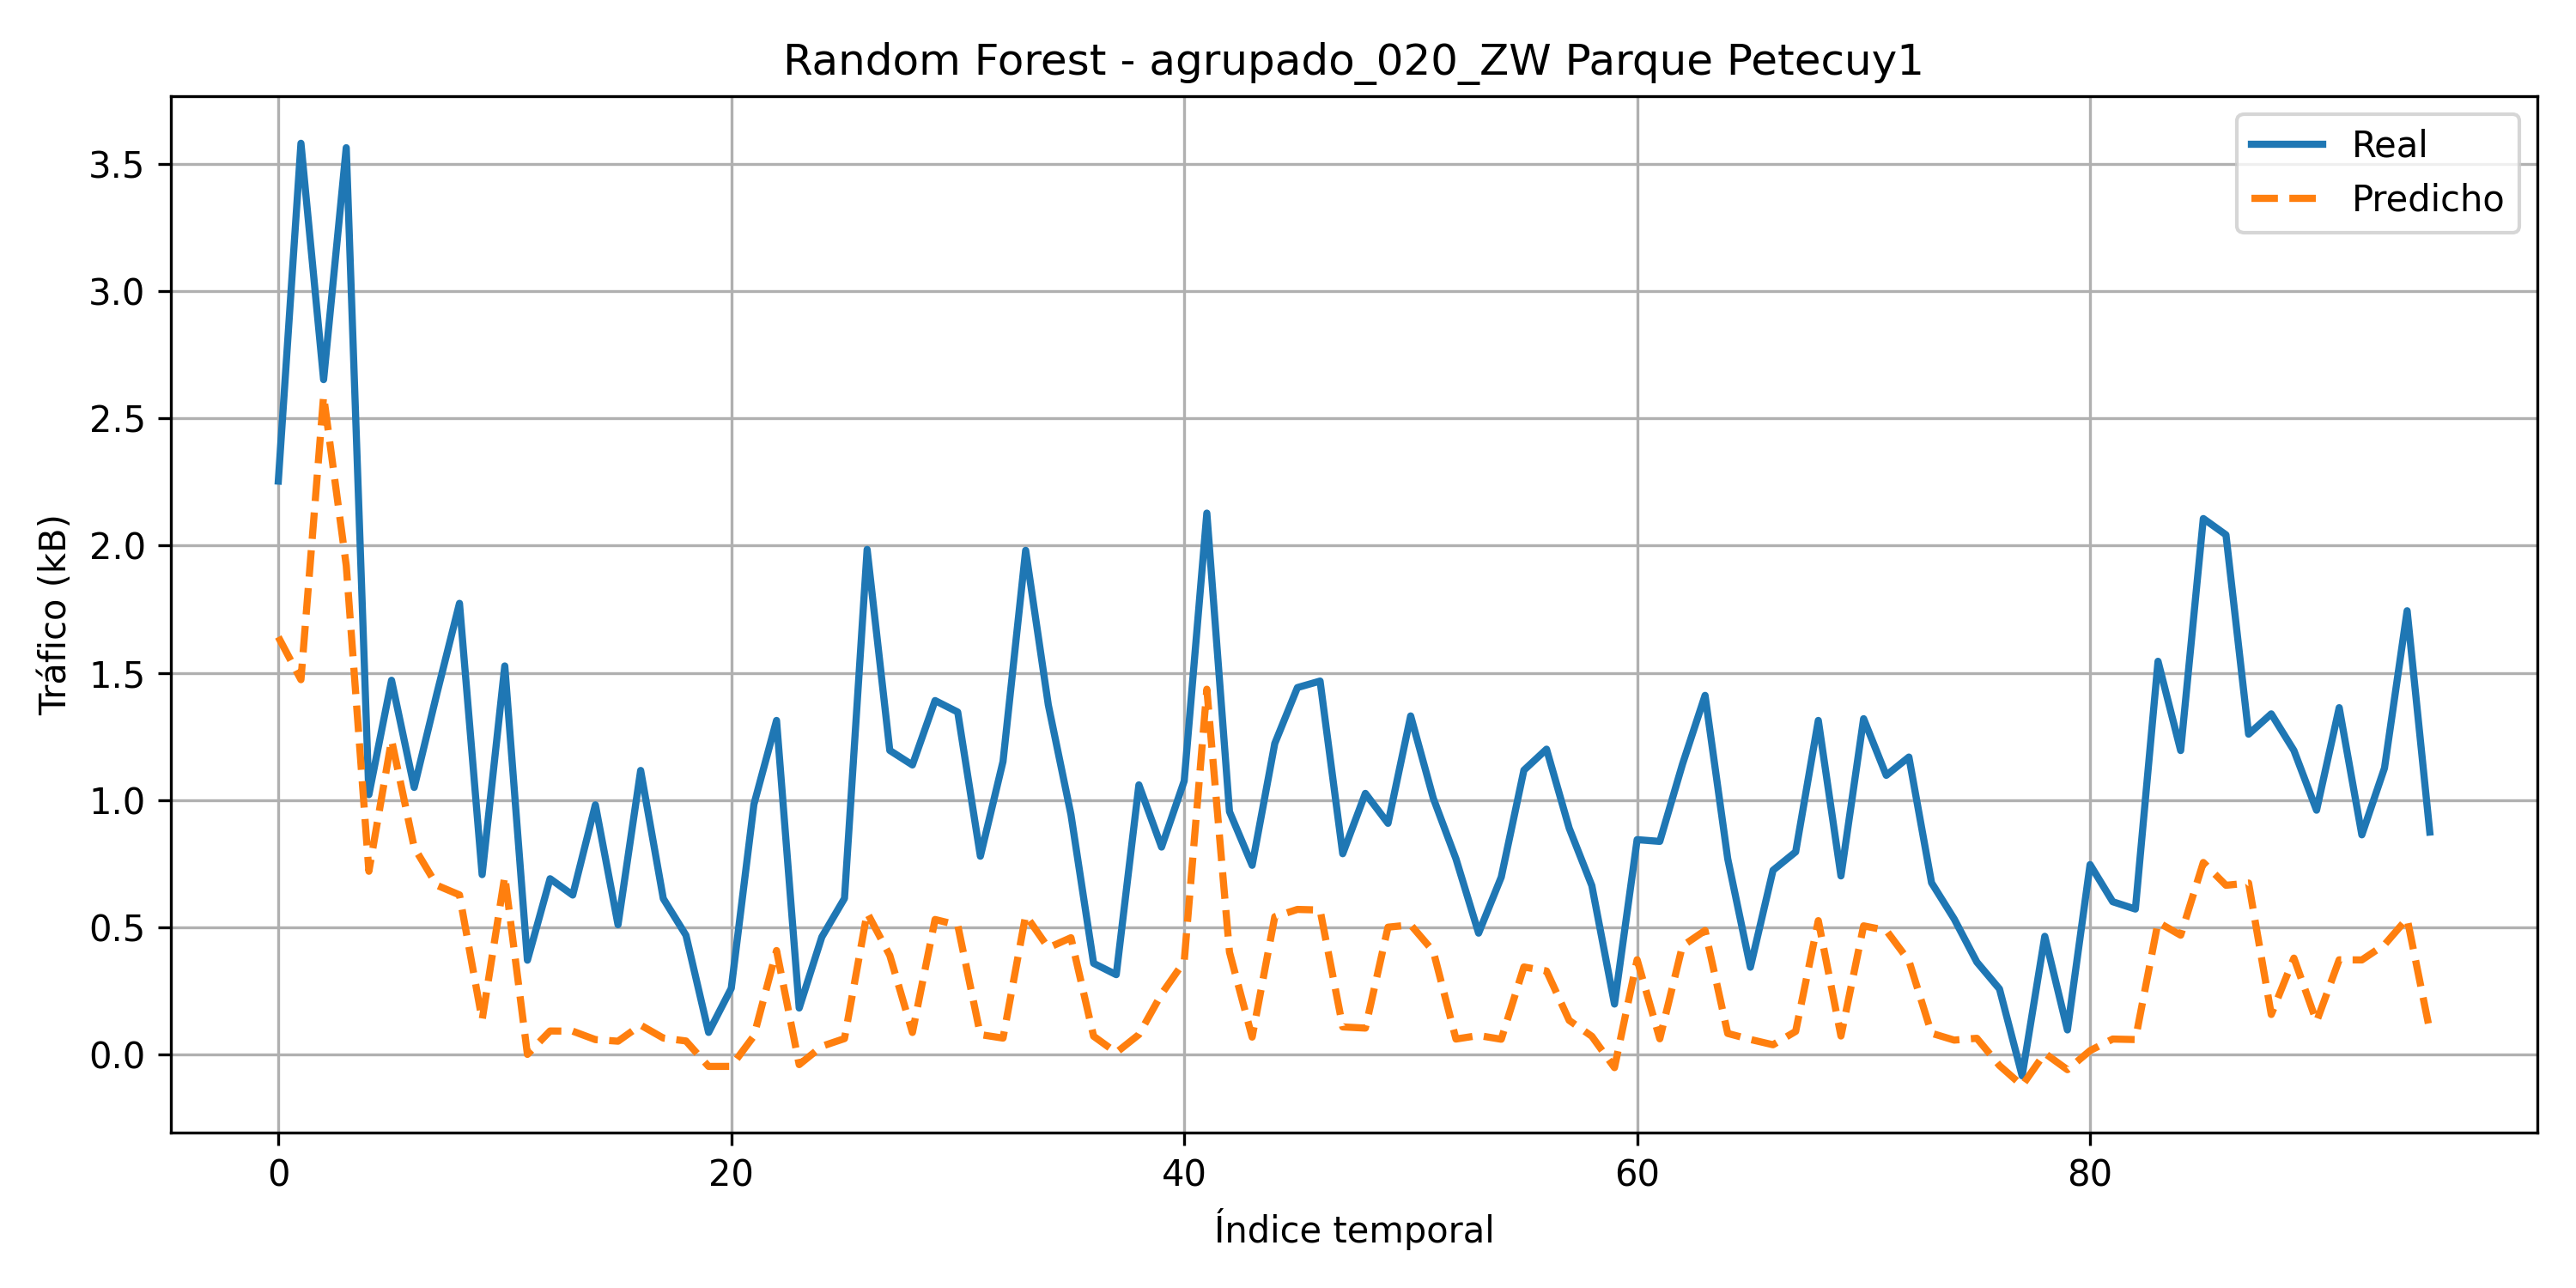 Random Forest - agrupado_020_ZW Parque Petecuy1
Real
Predicho
Tráfico (kB)
3.5
3.0
2.5
2.0
1.5
1.0
0.5
0.0
0 20 40 60 80
Índice temporal